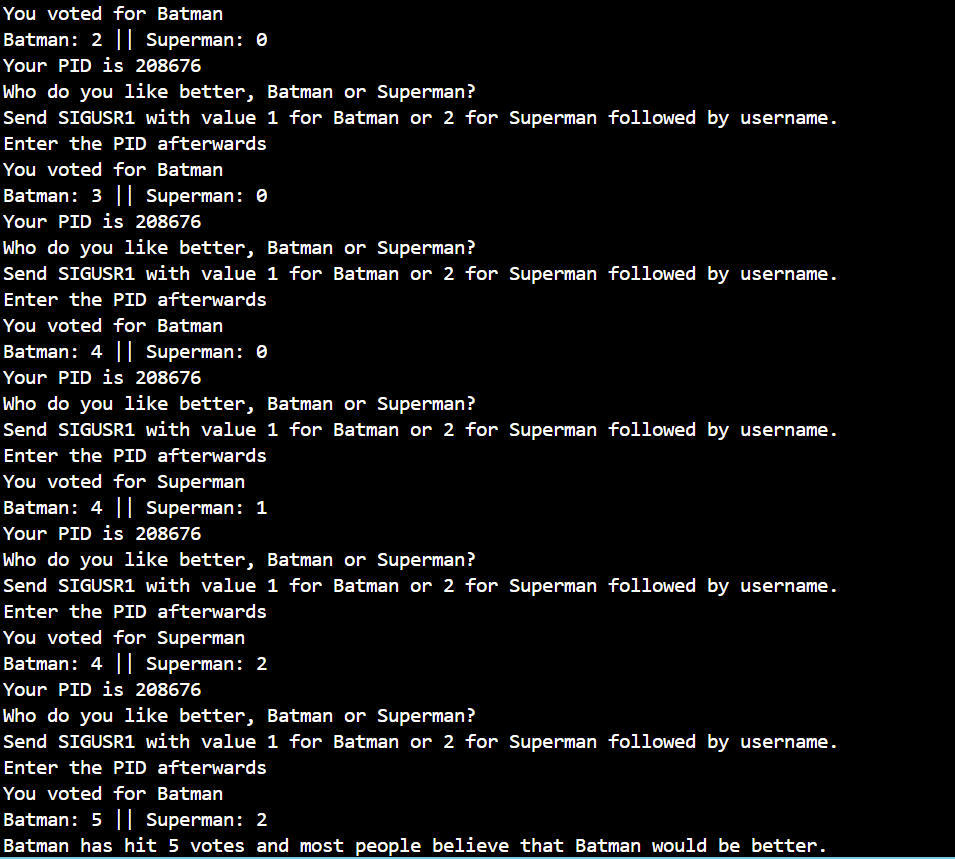 You voted for Batman
Batman: 2 || Superman: 0
Your PID is 208676
Who do you like better, Batman or Superman?
Send SIGUSR1 with value 1 for Batman or 2 for Superman followed by username.
Enter the PID afterwards
You voted for Batman
Batman: 3 || Superman: 0
Your PID is 208676
Who do you like better, Batman or Superman?
Send SIGUSR1 with value 1 for Batman or 2 for Superman followed by username.
Enter the PID afterwards
You voted for Batman
Batman: 4 || Superman: 0
Your PID is 208676
Who do you like better, Batman or Superman?
Send SIGUSR1 with value 1 for Batman or 2 for Superman followed by username.
Enter the PID afterwards
You voted for Superman
Batman: 4 || Superman: 1
Your PID is 208676
Who do you like better, Batman or Superman?
Send SIGUSR1 with value 1 for Batman or 2 for Superman followed by username.
Enter the PID afterwards
You voted for Superman
Batman: 4 || Superman: 2
Your PID is 208676
Who do you like better, Batman or Superman?
Send SIGUSR1 with value 1 for Batman or 2 for Superman followed by username.
Enter the PID afterwards
You voted for Batman
Batman: 5 || Superman: 2
Batman has hit 5 votes and most people believe that Batman would be better.